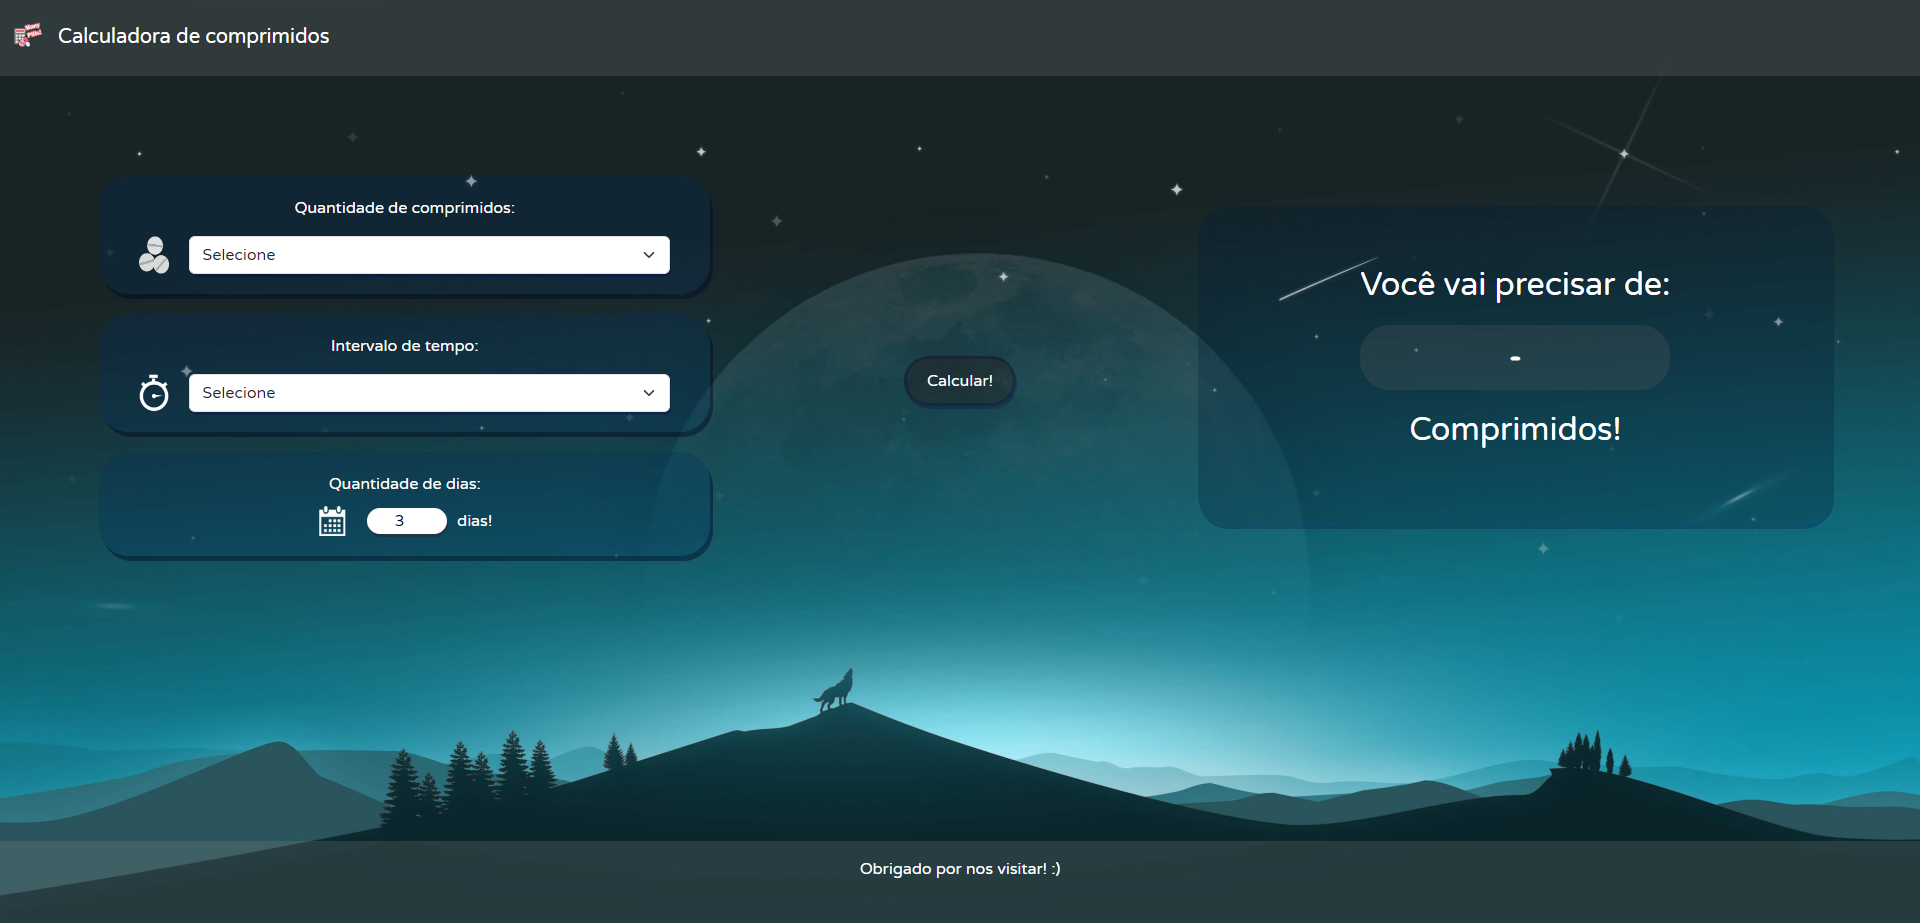 Calculadora de comprimidos
Quantidade de comprimidos:
Selecione
Intervalo de tempo:
Selecione
Quantidade de dias:
3 dias!
Calcular!
Você vai precisar de:
-
Comprimidos!
Obrigado por nos visitar! :)